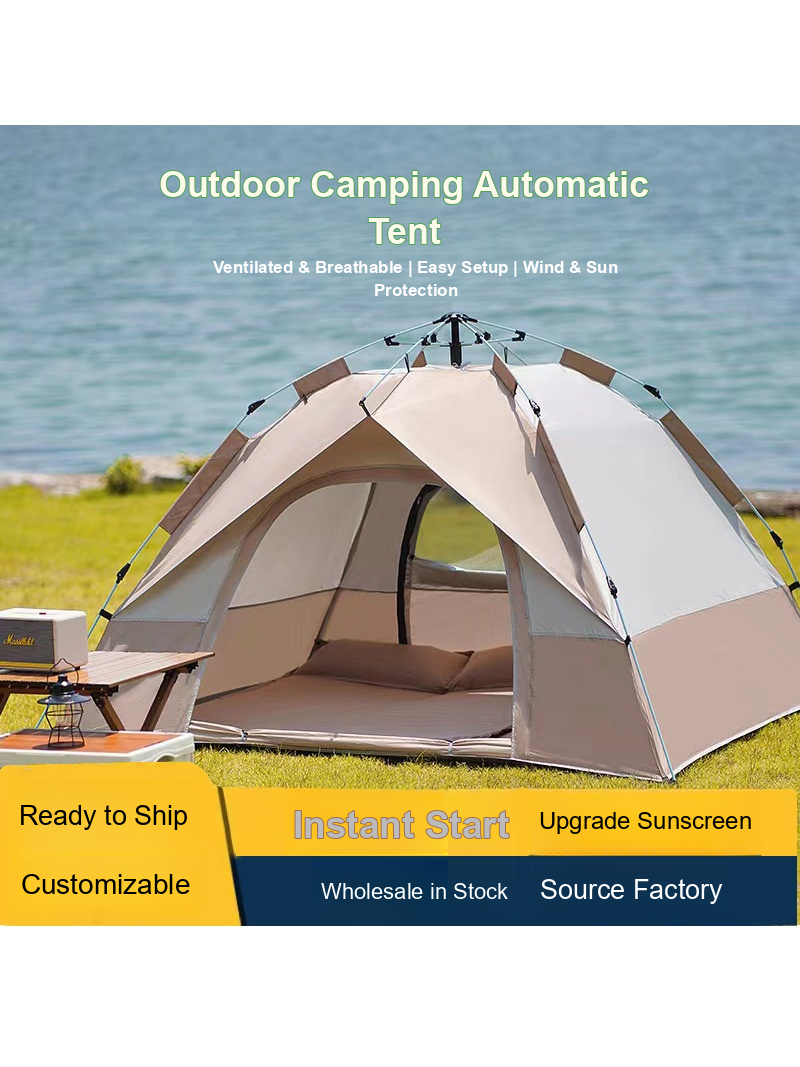 Outdoor Camping Automatic
Tent
Ventilated & Breathable | Easy Setup | Wind & Sun
Protection
Ready to Ship
Instant Start
Upgrade Sunscreen
Customizable
Wholesale in Stock
Source Factory